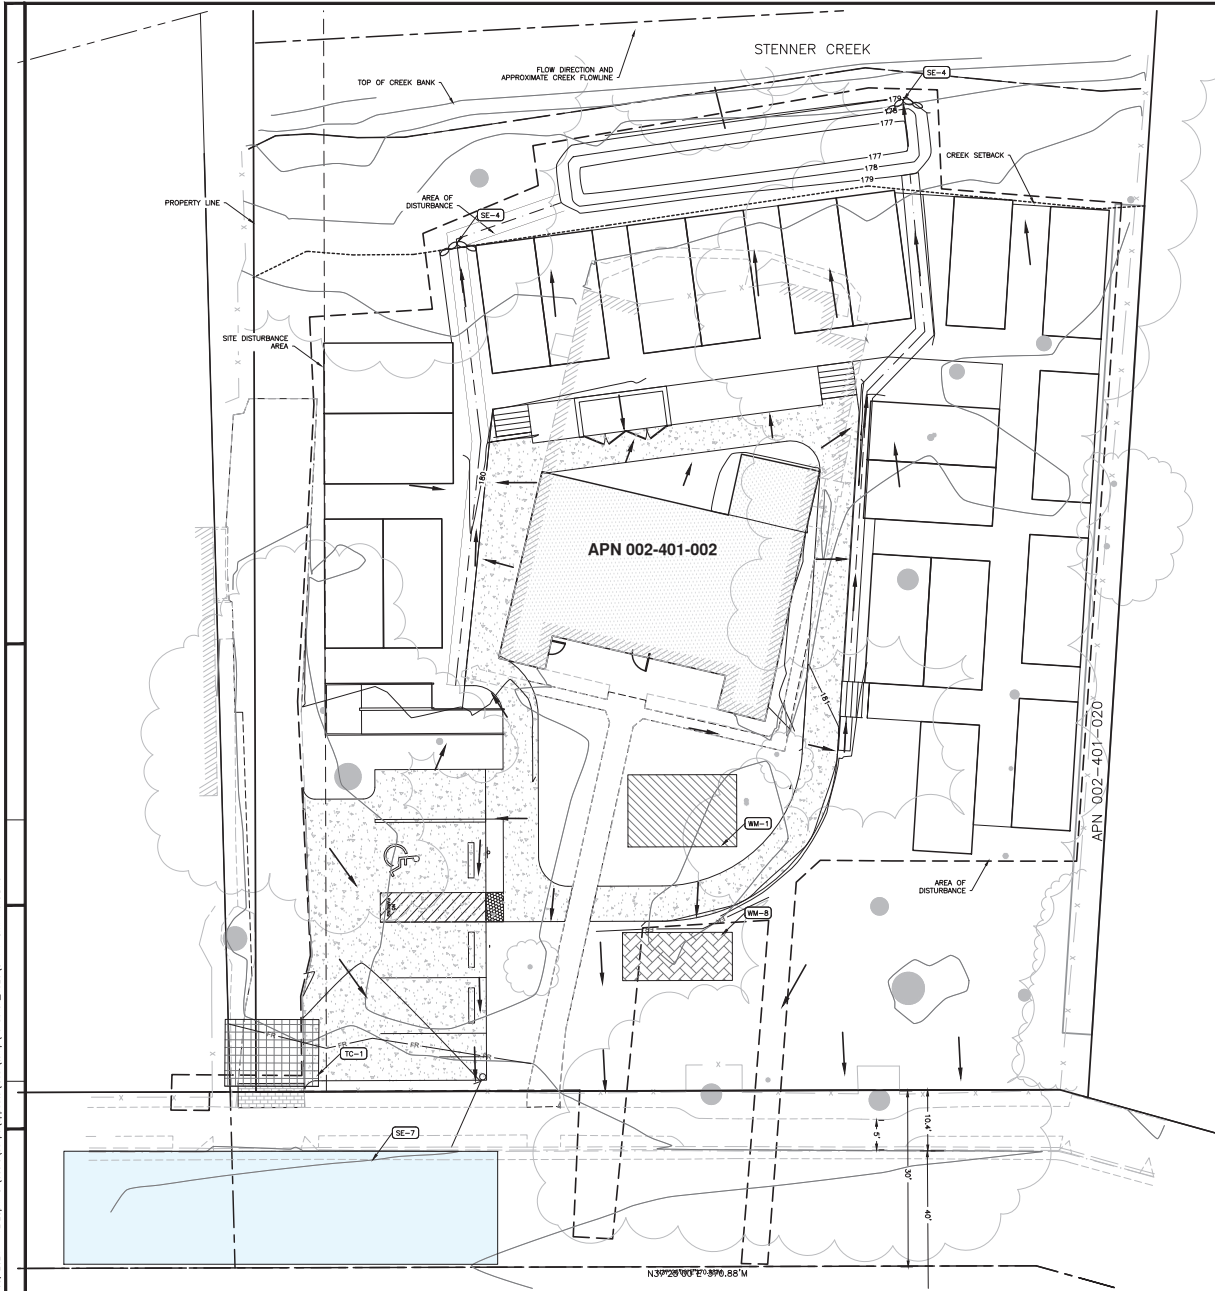 STENNER CREEK
FLOW DIRECTION AND
APPROXIMATE CREEK FLOWLINE
TOP OF CREEK BANK
SE-4
179
178
177
177
178
179
CREEK SETBACK
PROPERTY LINE
AREA OF
DISTURBANCE
SE-4
SITE DISTURBANCE
AREA
180
APN 002-401-002
181
APN 002-401-020
WM-1
AREA OF
DISTURBANCE
WM-8
FR
FR
FR
FR
TC-1
SE-7
5'
10.4'
30'
40'